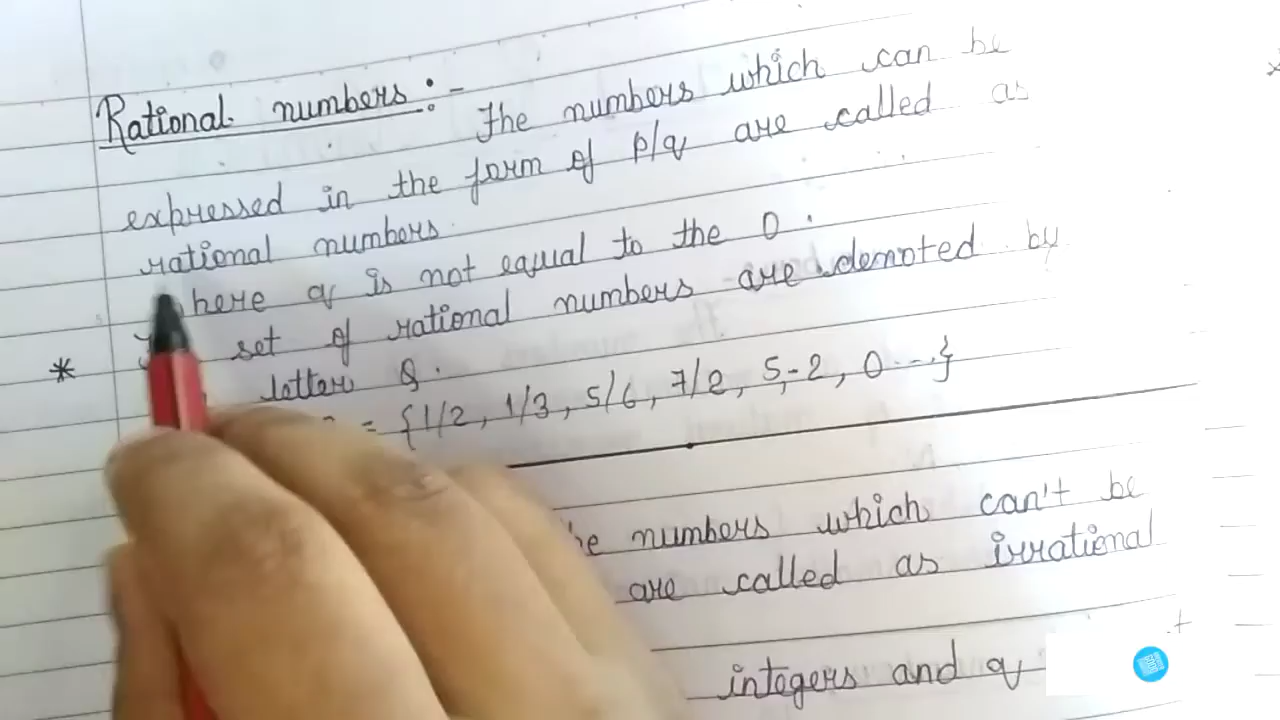 Rational numbers :- The numbers which can be
expressed in the form of p/q are called as
rational numbers.
here q is not equal to the 0.
* set of rational numbers are denoted by
letter Q.
= {1/2, 1/3, 5/6, 7/2, 5, -2, 0 ...}
numbers which can't be
are called as irrational
integers and q